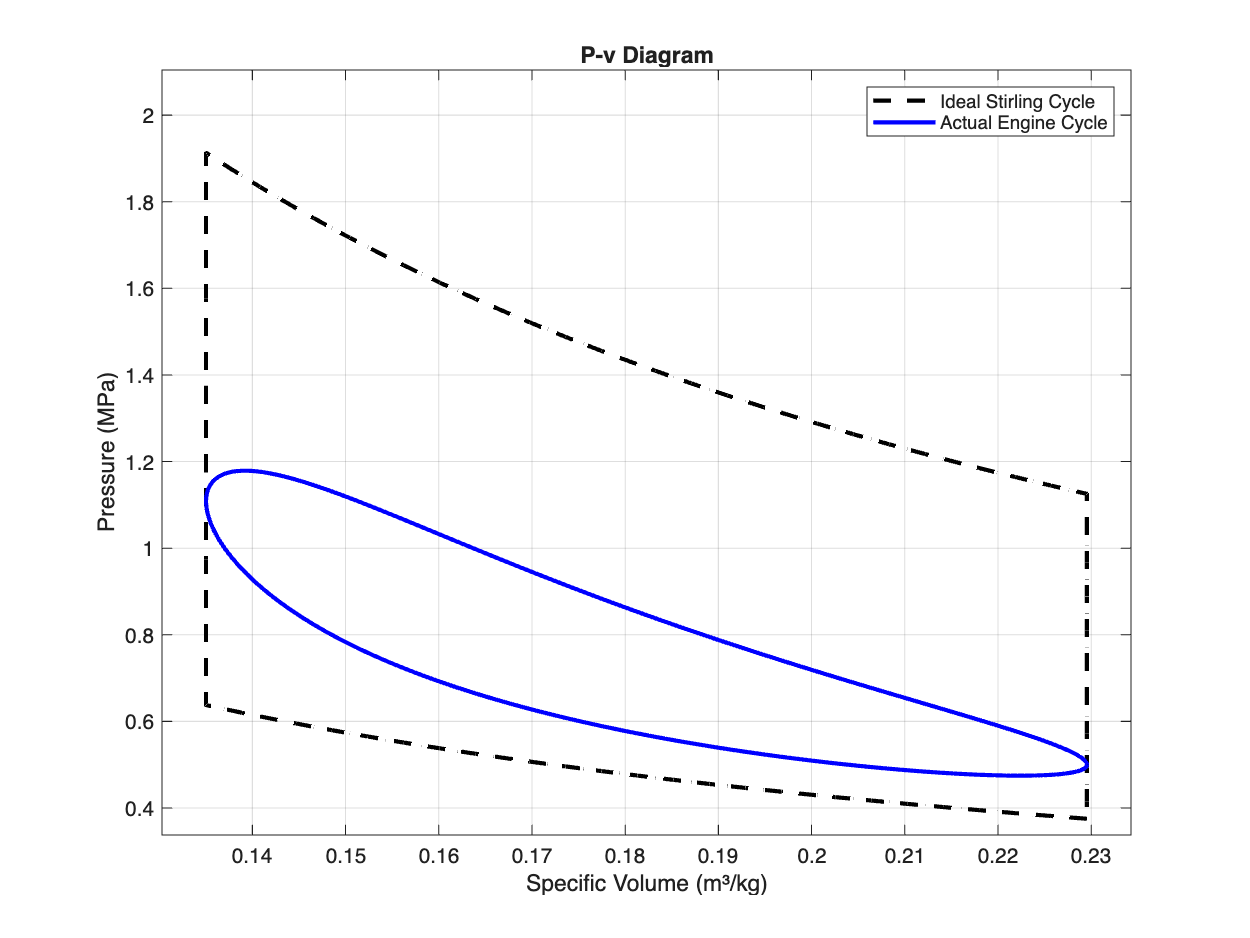 P-v Diagram
Ideal Stirling Cycle
Actual Engine Cycle
2
1.8
1.6
1.4
1.2
1
0.8
0.6
0.4
Pressure (MPa)
0.14 0.15 0.16 0.17 0.18 0.19 0.2 0.21 0.22 0.23
Specific Volume (m³/kg)